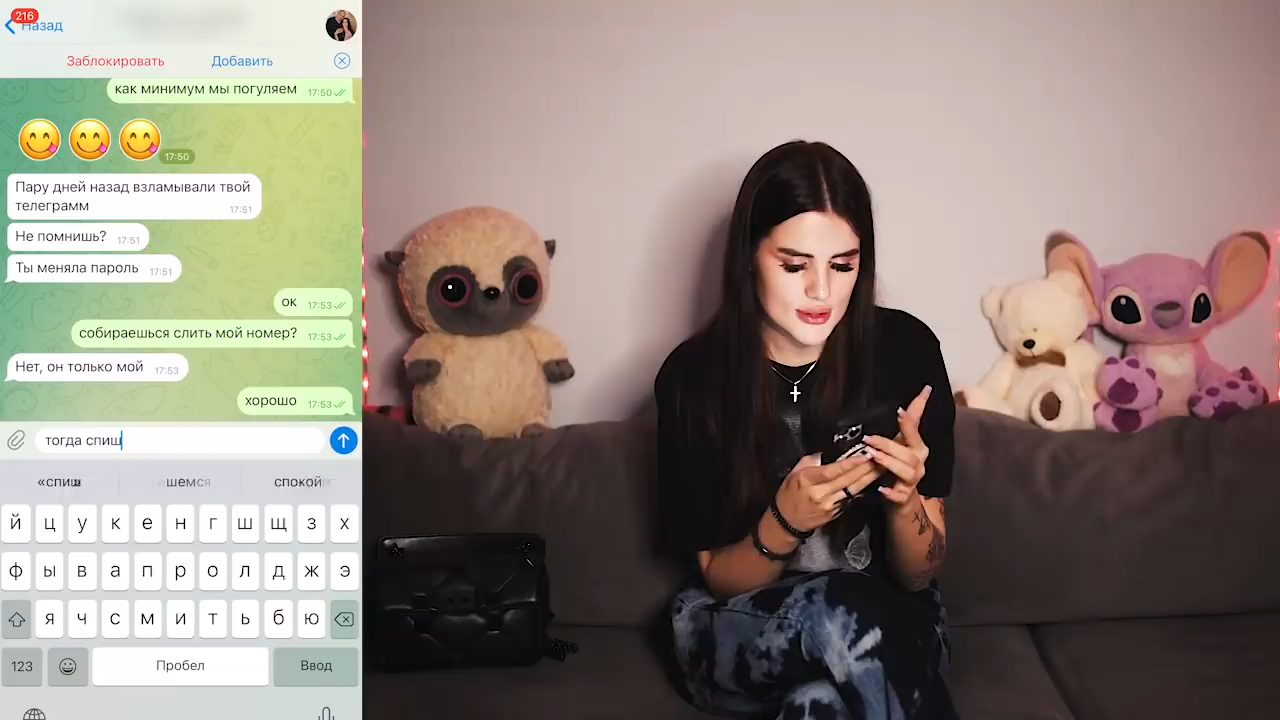 216
Назад
Заблокировать
Добавить
как минимум мы погуляем 17:50
17:50
Пару дней назад взламывали твой
телеграмм 17:51
Не помнишь? 17:51
Ты меняла пароль 17:51
ок 17:53
собираешься слить мой номер? 17:53
Нет, он только мой 17:53
хорошо 17:53
тогда спиш
«спиш шемся спокой
й ц у к е н г ш щ з х
ф ы в а п р о л д ж э
я ч с м и т ь б ю
123 Пробел Ввод